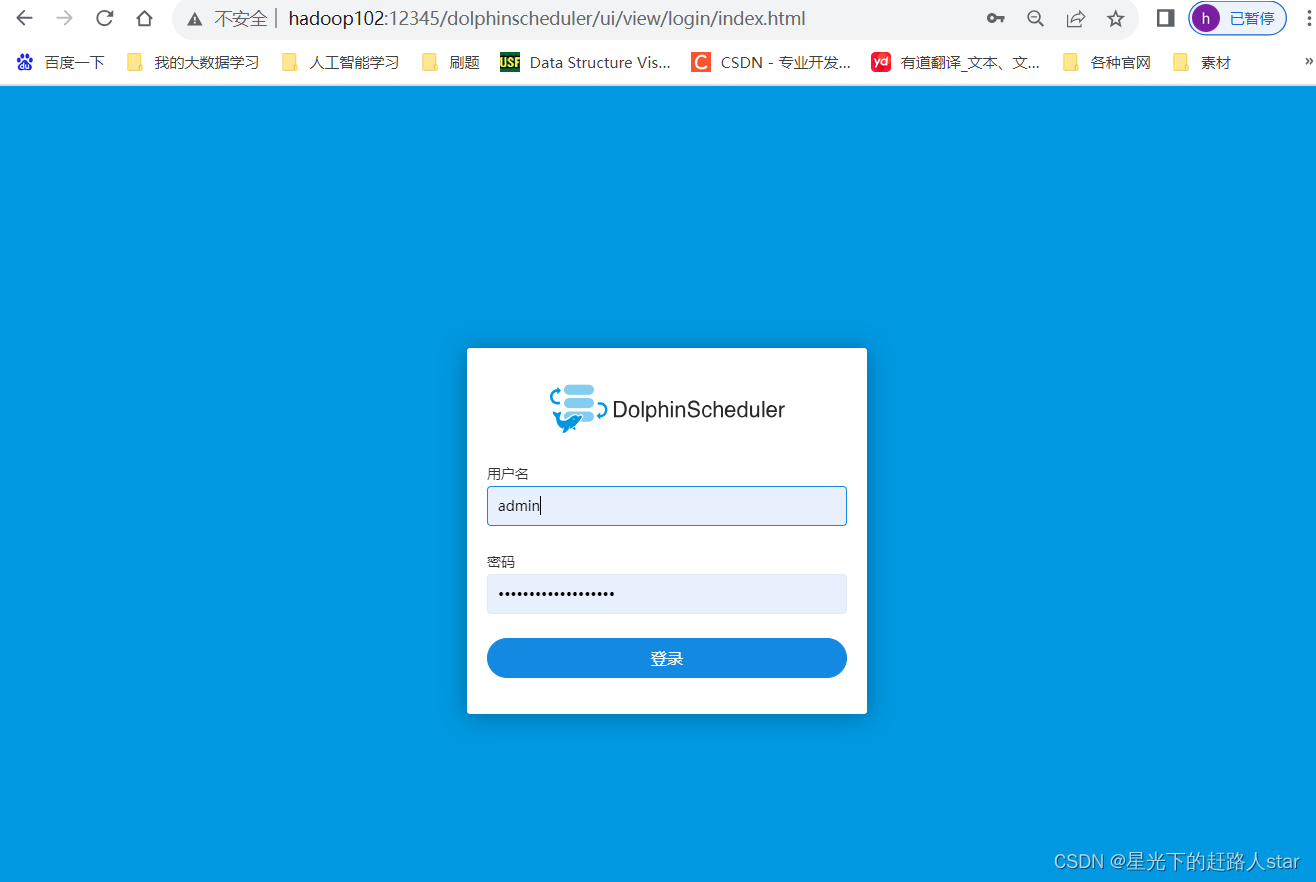 不安全 hadoop102:12345/dolphinscheduler/ui/view/login/index.html h 已暂停
百度一下 我的大数据学习 人工智能学习 刷题 USF Data Structure Vis... C CSDN - 专业开发... yd 有道翻译_文本、文... 各种官网 素材 »
DolphinScheduler
用户名
admin
密码
•••••••••••••••••••
登录
CSDN @星光下的赶路人star